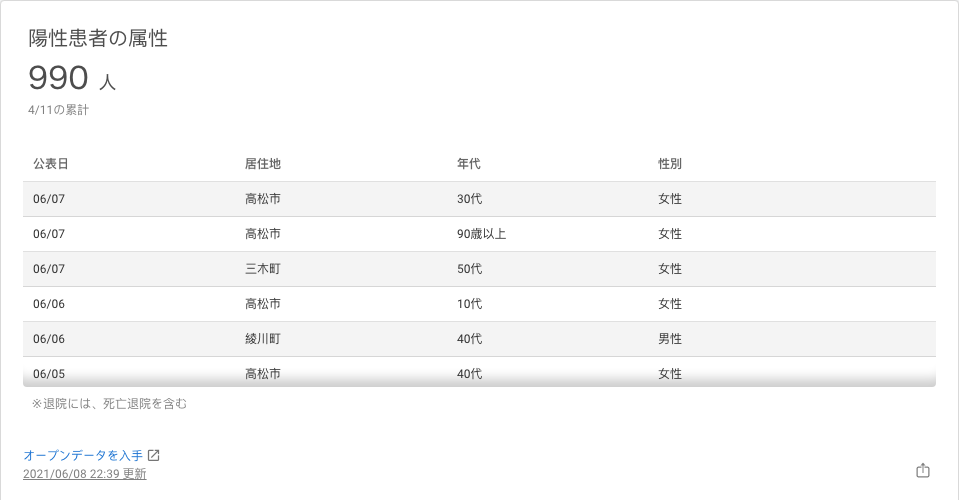 陽性患者の属性
990 人
4/11の累計
公表日 居住地 年代 性別
06/07 高松市 30代 女性
06/07 高松市 90歳以上 女性
06/07 三木町 50代 女性
06/06 高松市 10代 女性
06/06 綾川町 40代 男性
06/05 高松市 40代 女性
※退院には、死亡退院を含む
オープンデータを入手
2021/06/08 22:39 更新